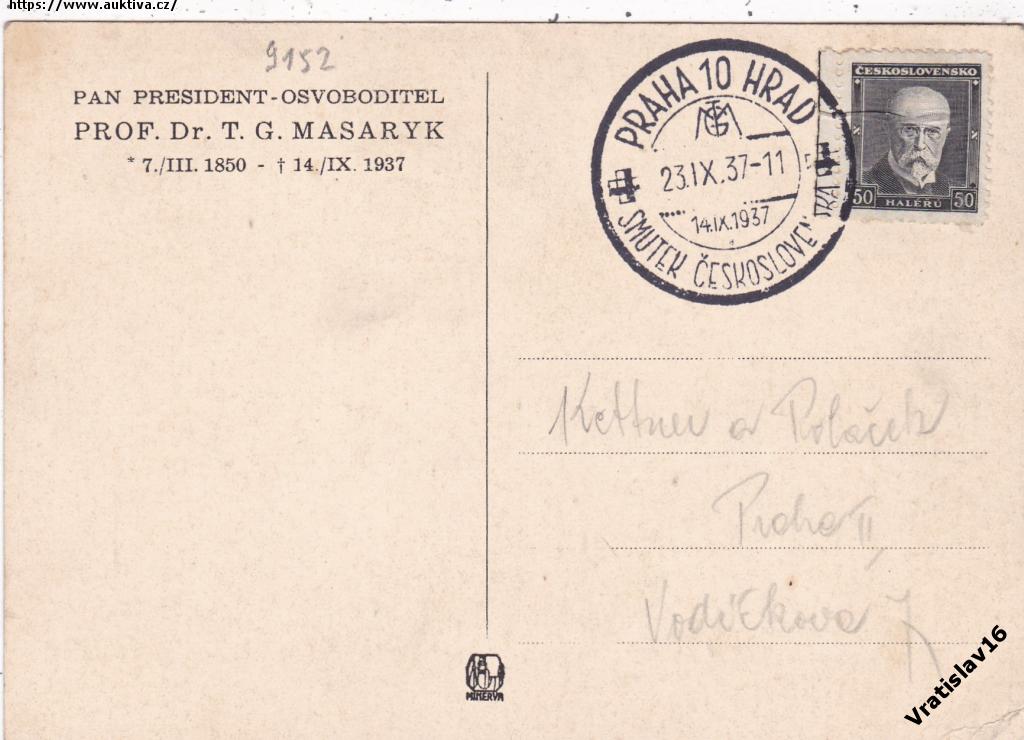 https://www.auktiva.cz/
9152
PAN PRESIDENT-OSVOBODITEL
PROF. Dr. T. G. MASARYK
* 7./III. 1850 - † 14./IX. 1937
PRAHA 10 HRAD
TGM
23.IX.37-11
14.IX.1937
SMUTEK ČESKOSLOVENSKA
ČESKOSLOVENSKO
50 HALÉŘŮ 50
Kettner a Poláček
Praha II,
Vodičkova 7
MINERVA
Vratislav16